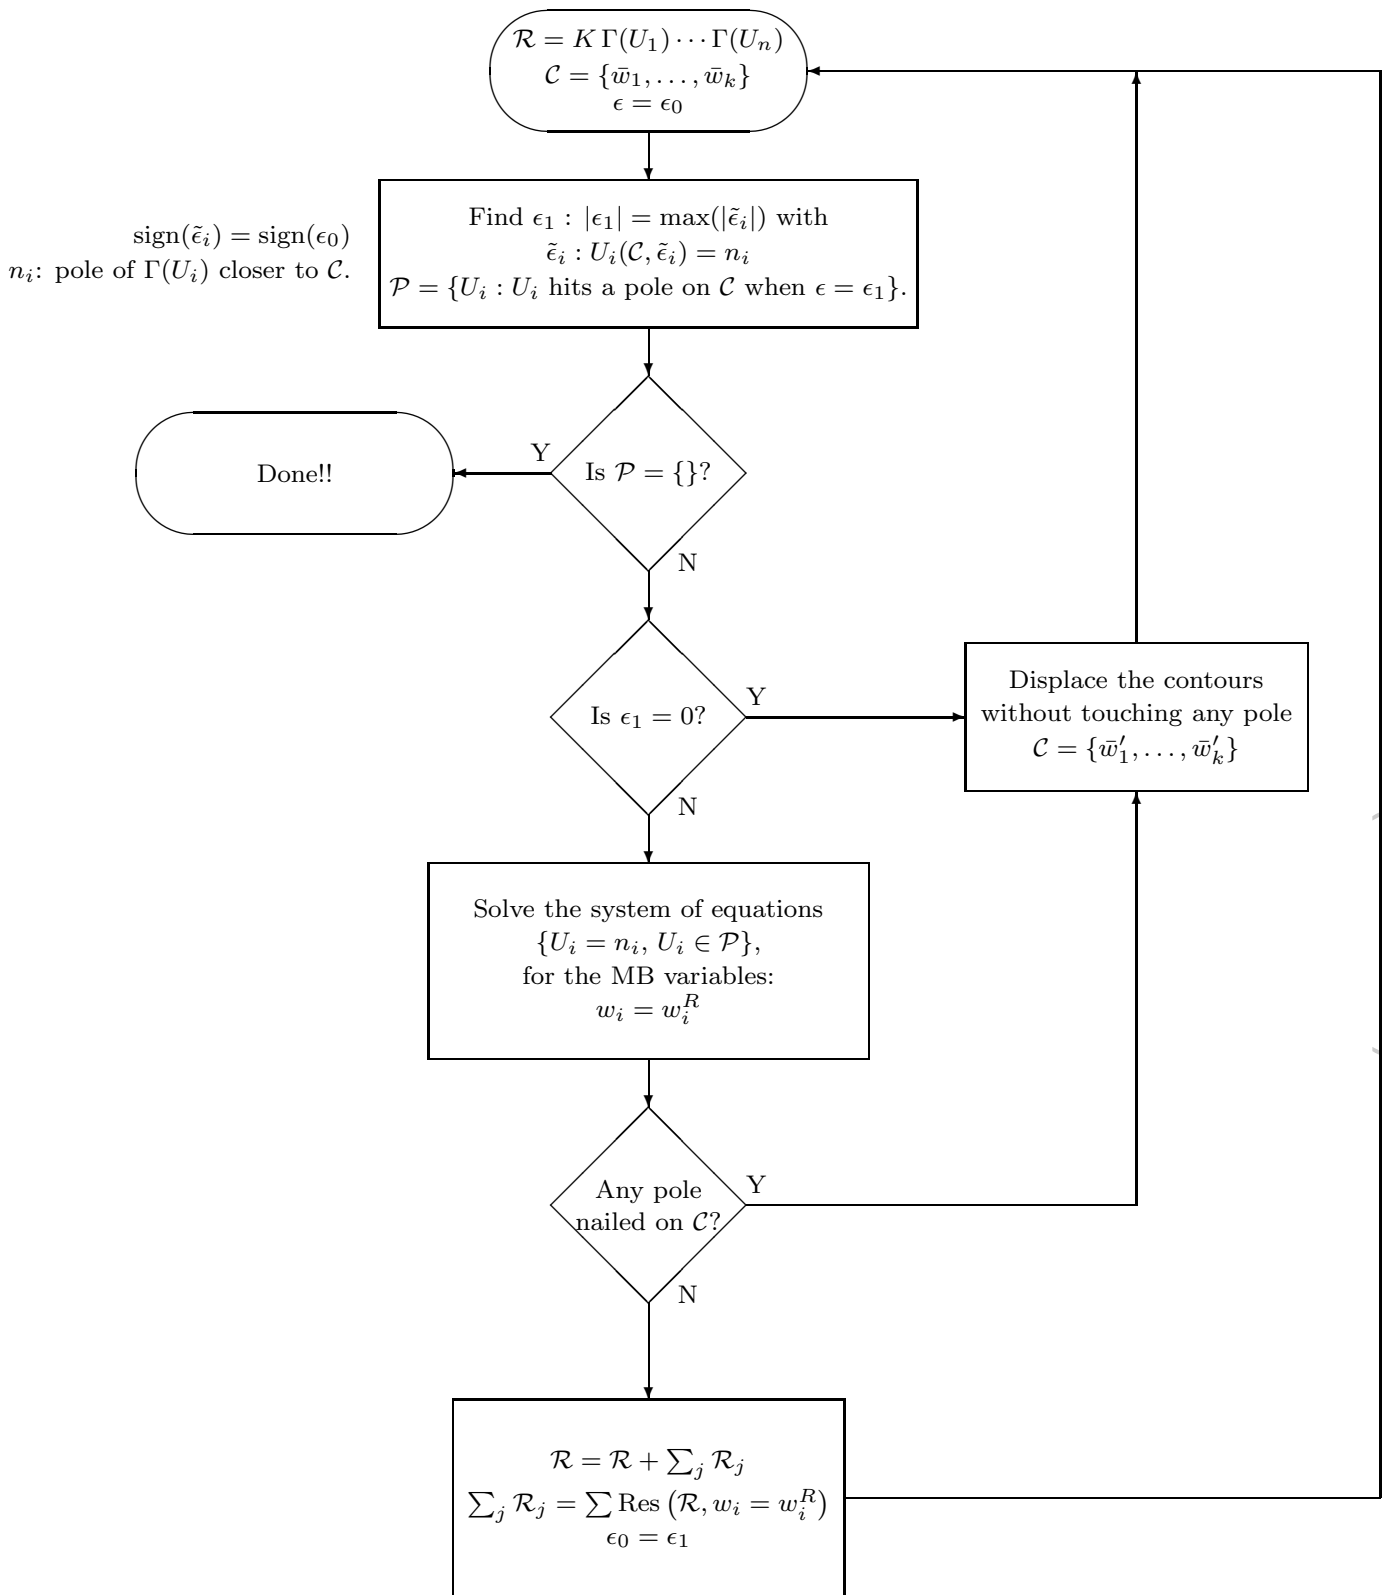 ℛ = K Γ(U₁) ··· Γ(Uₙ)
𝒞 = {w̄₁, . . . , w̄ₖ}
ϵ = ϵ₀
sign(ϵ̃ᵢ) = sign(ϵ₀)
nᵢ: pole of Γ(Uᵢ) closer to 𝒞.
Find ϵ₁ : |ϵ₁| = max(|ϵ̃ᵢ|) with
ϵ̃ᵢ : Uᵢ(𝒞, ϵ̃ᵢ) = nᵢ
𝒫 = {Uᵢ : Uᵢ hits a pole on 𝒞 when ϵ = ϵ₁}.
Y
Done!!
Is 𝒫 = {}?
N
Is ϵ₁ = 0?
Y
N
Displace the contours
without touching any pole
𝒞 = {w̄′₁, . . . , w̄′ₖ}
Solve the system of equations
{Uᵢ = nᵢ, Uᵢ ∈ 𝒫},
for the MB variables:
wᵢ = wᵢᴿ
Any pole
nailed on 𝒞?
Y
N
ℛ = ℛ + ∑ⱼ ℛⱼ
∑ⱼ ℛⱼ = ∑ Res (ℛ, wᵢ = wᵢᴿ)
ϵ₀ = ϵ₁